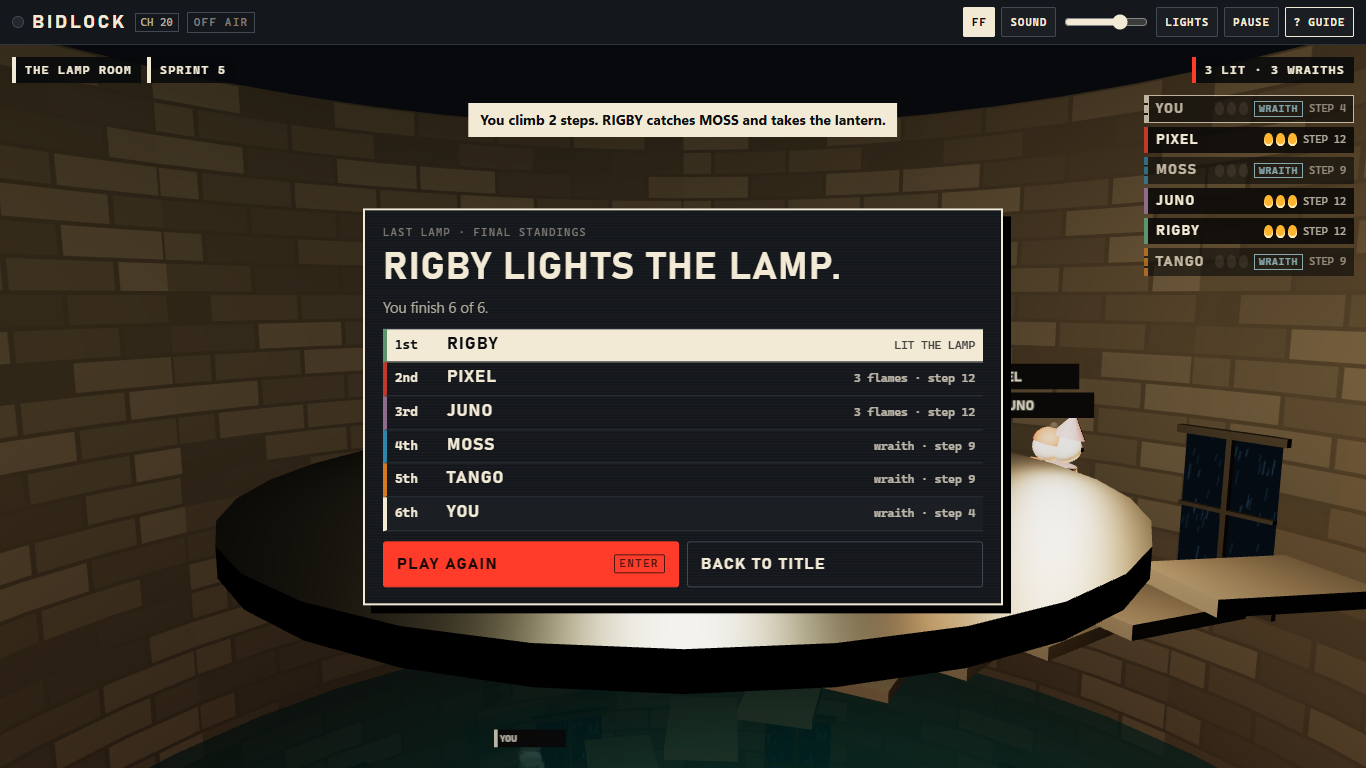 BIDLOCK CH 20 OFF AIR FF SOUND LIGHTS PAUSE ? GUIDE
THE LAMP ROOM SPRINT 5
3 LIT · 3 WRAITHS
YOU WRAITH STEP 4
PIXEL STEP 12
MOSS WRAITH STEP 9
JUNO STEP 12
RIGBY STEP 12
TANGO WRAITH STEP 9
You climb 2 steps. RIGBY catches MOSS and takes the lantern.
LAST LAMP · FINAL STANDINGS
RIGBY LIGHTS THE LAMP.
You finish 6 of 6.
1st RIGBY LIT THE LAMP
2nd PIXEL 3 flames · step 12
3rd JUNO 3 flames · step 12
4th MOSS wraith · step 9
5th TANGO wraith · step 9
6th YOU wraith · step 4
PLAY AGAIN ENTER BACK TO TITLE
EL
UNO
YOU